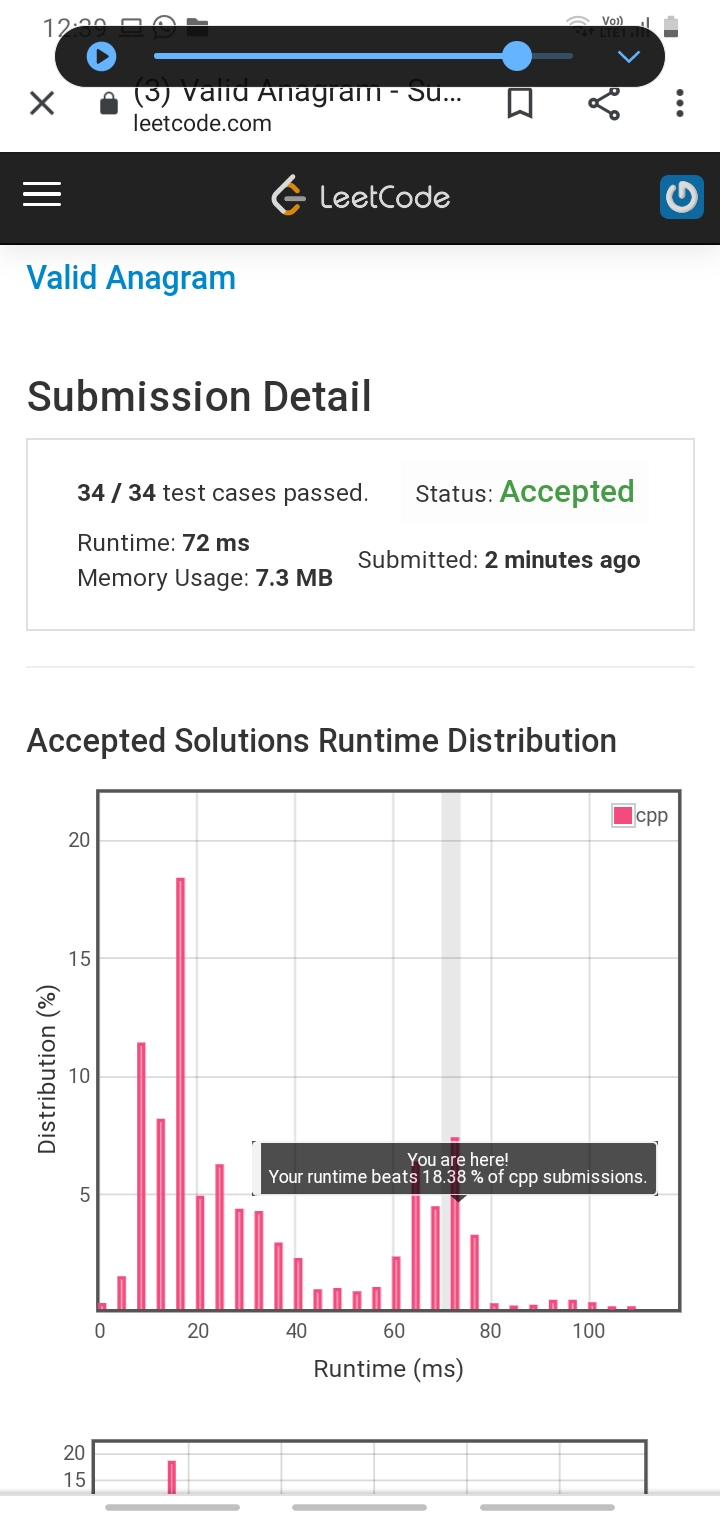 12:39
Vo))
LTE1
(3) Valid Anagram - Su...
leetcode.com
LeetCode
Valid Anagram
Submission Detail
34 / 34 test cases passed.
Status: Accepted
Runtime: 72 ms
Memory Usage: 7.3 MB
Submitted: 2 minutes ago
Accepted Solutions Runtime Distribution
cpp
20
15
10
5
Distribution (%)
You are here!
Your runtime beats 18.38 % of cpp submissions.
0 20 40 60 80 100
Runtime (ms)
20
15